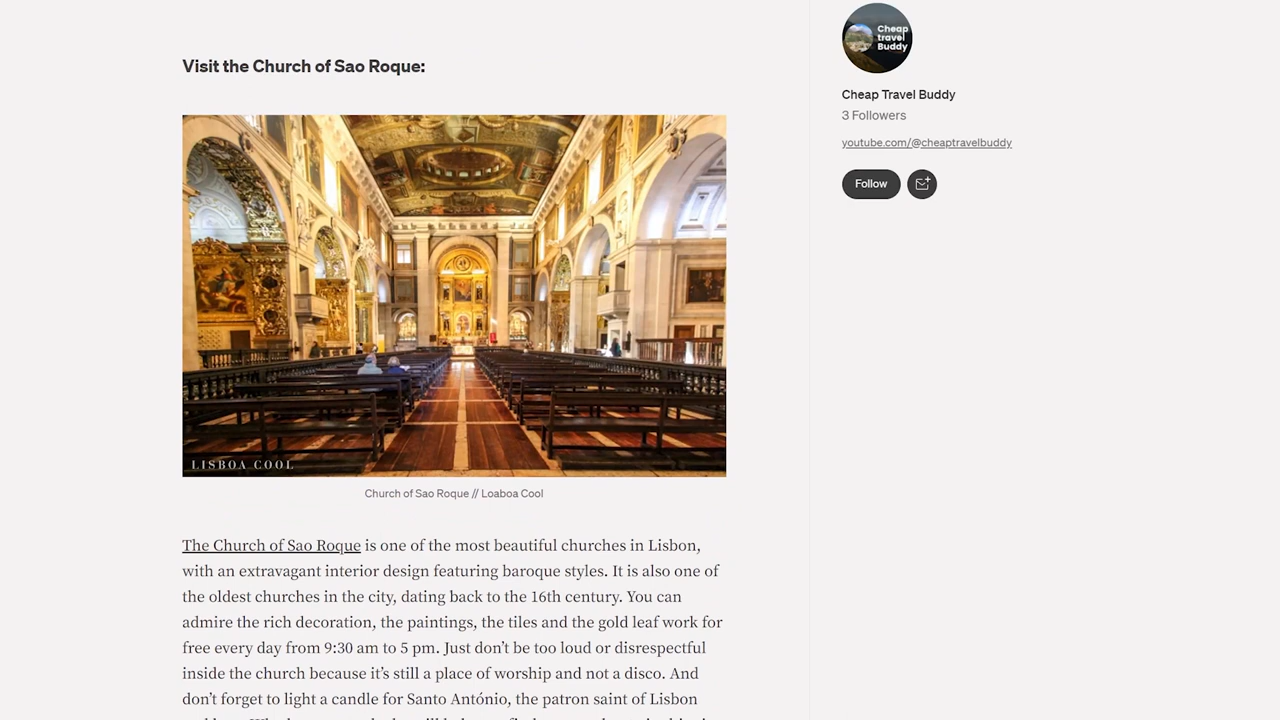 Visit the Church of Sao Roque:
LISBOA COOL
Church of Sao Roque // Loaboa Cool
The Church of Sao Roque is one of the most beautiful churches in Lisbon,
with an extravagant interior design featuring baroque styles. It is also one of
the oldest churches in the city, dating back to the 16th century. You can
admire the rich decoration, the paintings, the tiles and the gold leaf work for
free every day from 9:30 am to 5 pm. Just don’t be too loud or disrespectful
inside the church because it’s still a place of worship and not a disco. And
don’t forget to light a candle for Santo António, the patron saint of Lisbon
Cheap
travel
Buddy
Cheap Travel Buddy
3 Followers
youtube.com/@cheaptravelbuddy
Follow